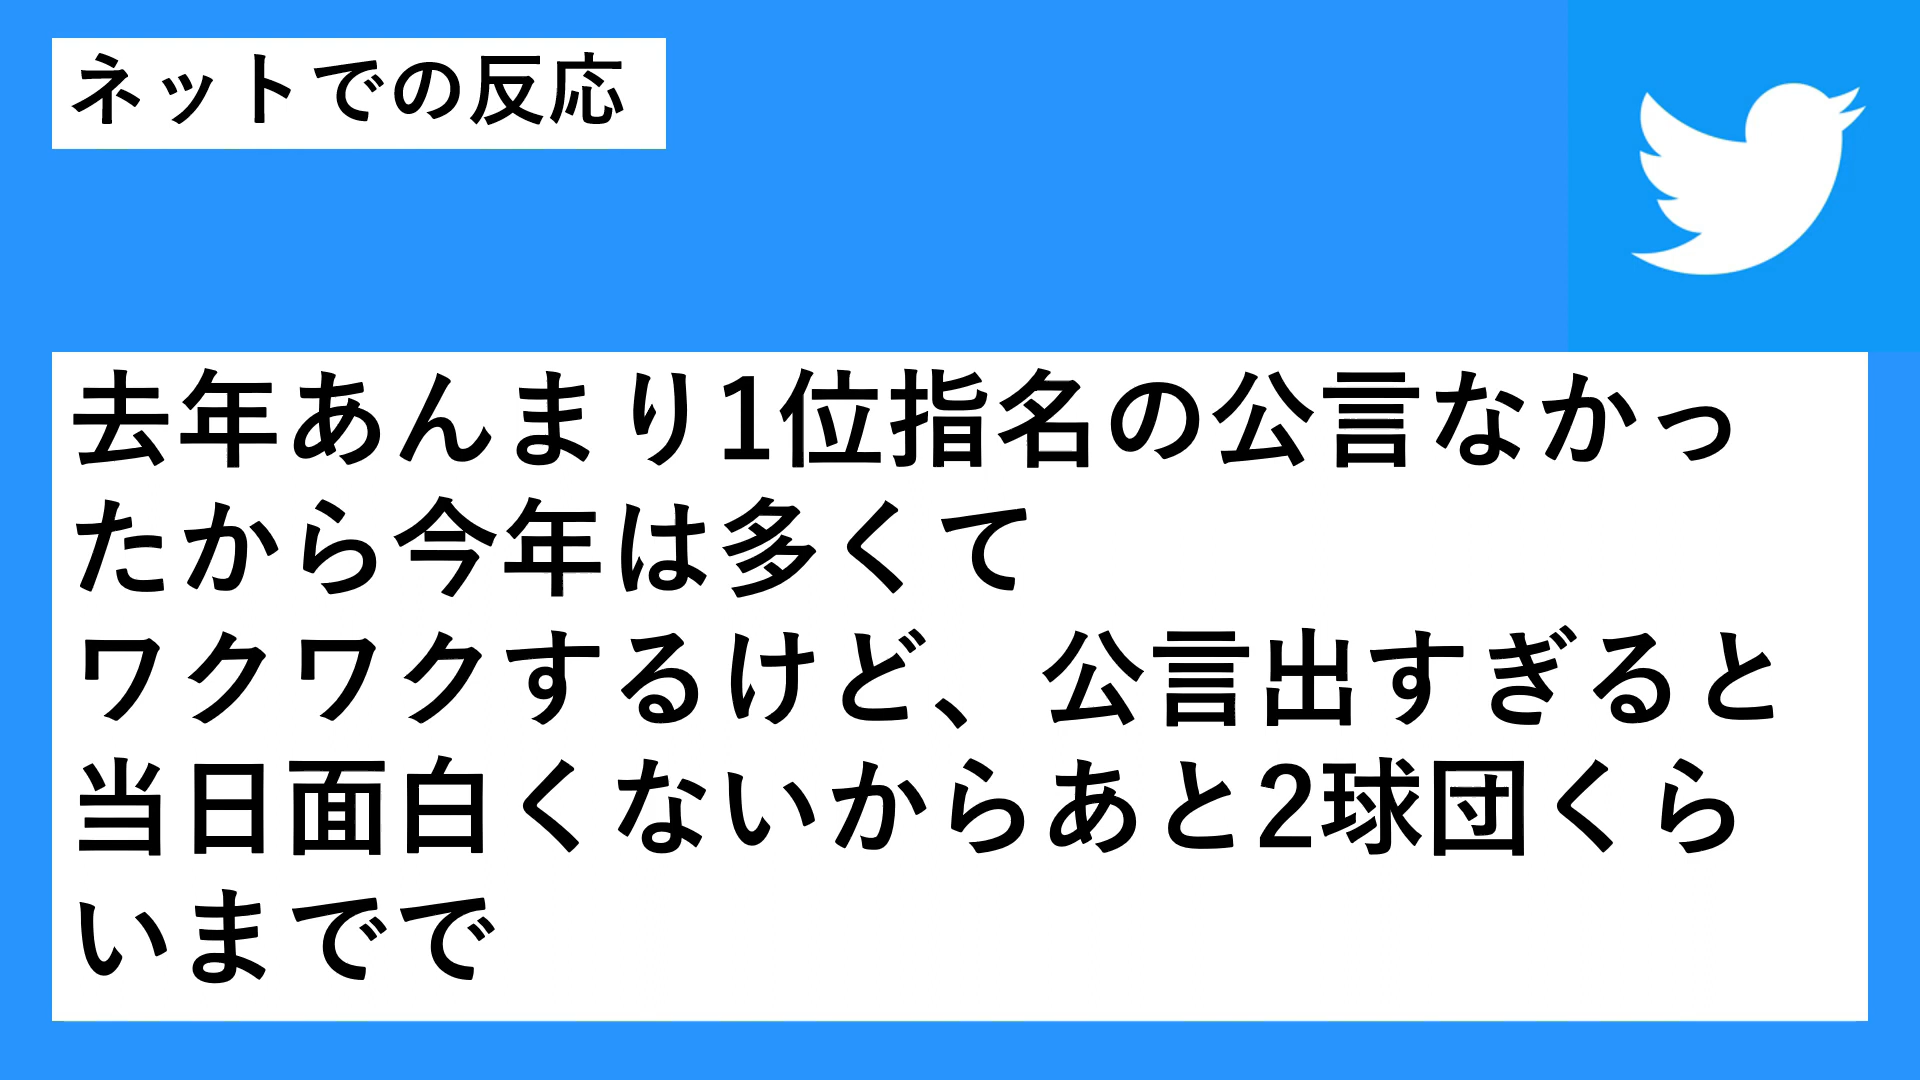 ネットでの反応
去年あんまり1位指名の公言なかっ
たから今年は多くて
ワクワクするけど、公言出すぎると
当日面白くないからあと2球団くら
いまでで